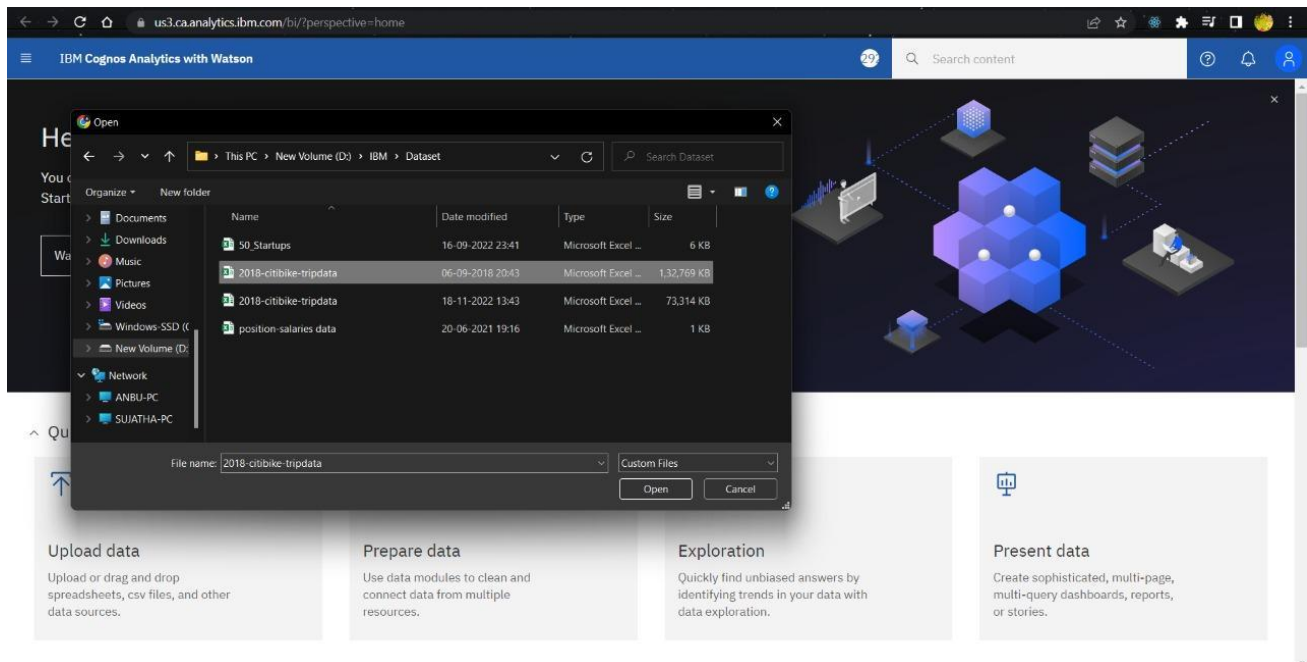 us3.ca.analytics.ibm.com/bi/?perspective=home
IBM Cognos Analytics with Watson
Search content
Open
He
This PC > New Volume (D:) > IBM > Dataset
Search Dataset
You
Start
Organize
New folder
Wa
Documents
Downloads
Music
Pictures
Videos
Windows-SSD (C
New Volume (D:
Network
ANBU-PC
SUJATHA-PC
Name Date modified Type Size
50_Startups 16-09-2022 23:41 Microsoft Excel ... 6 KB
2018-citibike-tripdata 06-09-2018 20:43 Microsoft Excel ... 1,32,769 KB
2018-citibike-tripdata 18-11-2022 13:43 Microsoft Excel ... 73,314 KB
position-salaries data 20-06-2021 19:16 Microsoft Excel ... 1 KB
Qu
File name: 2018-citibike-tripdata
Custom Files
Open
Cancel
Upload data
Upload or drag and drop
spreadsheets, csv files, and other
data sources.
Prepare data
Use data modules to clean and
connect data from multiple
resources.
Exploration
Quickly find unbiased answers by
identifying trends in your data with
data exploration.
Present data
Create sophisticated, multi-page,
multi-query dashboards, reports,
or stories.